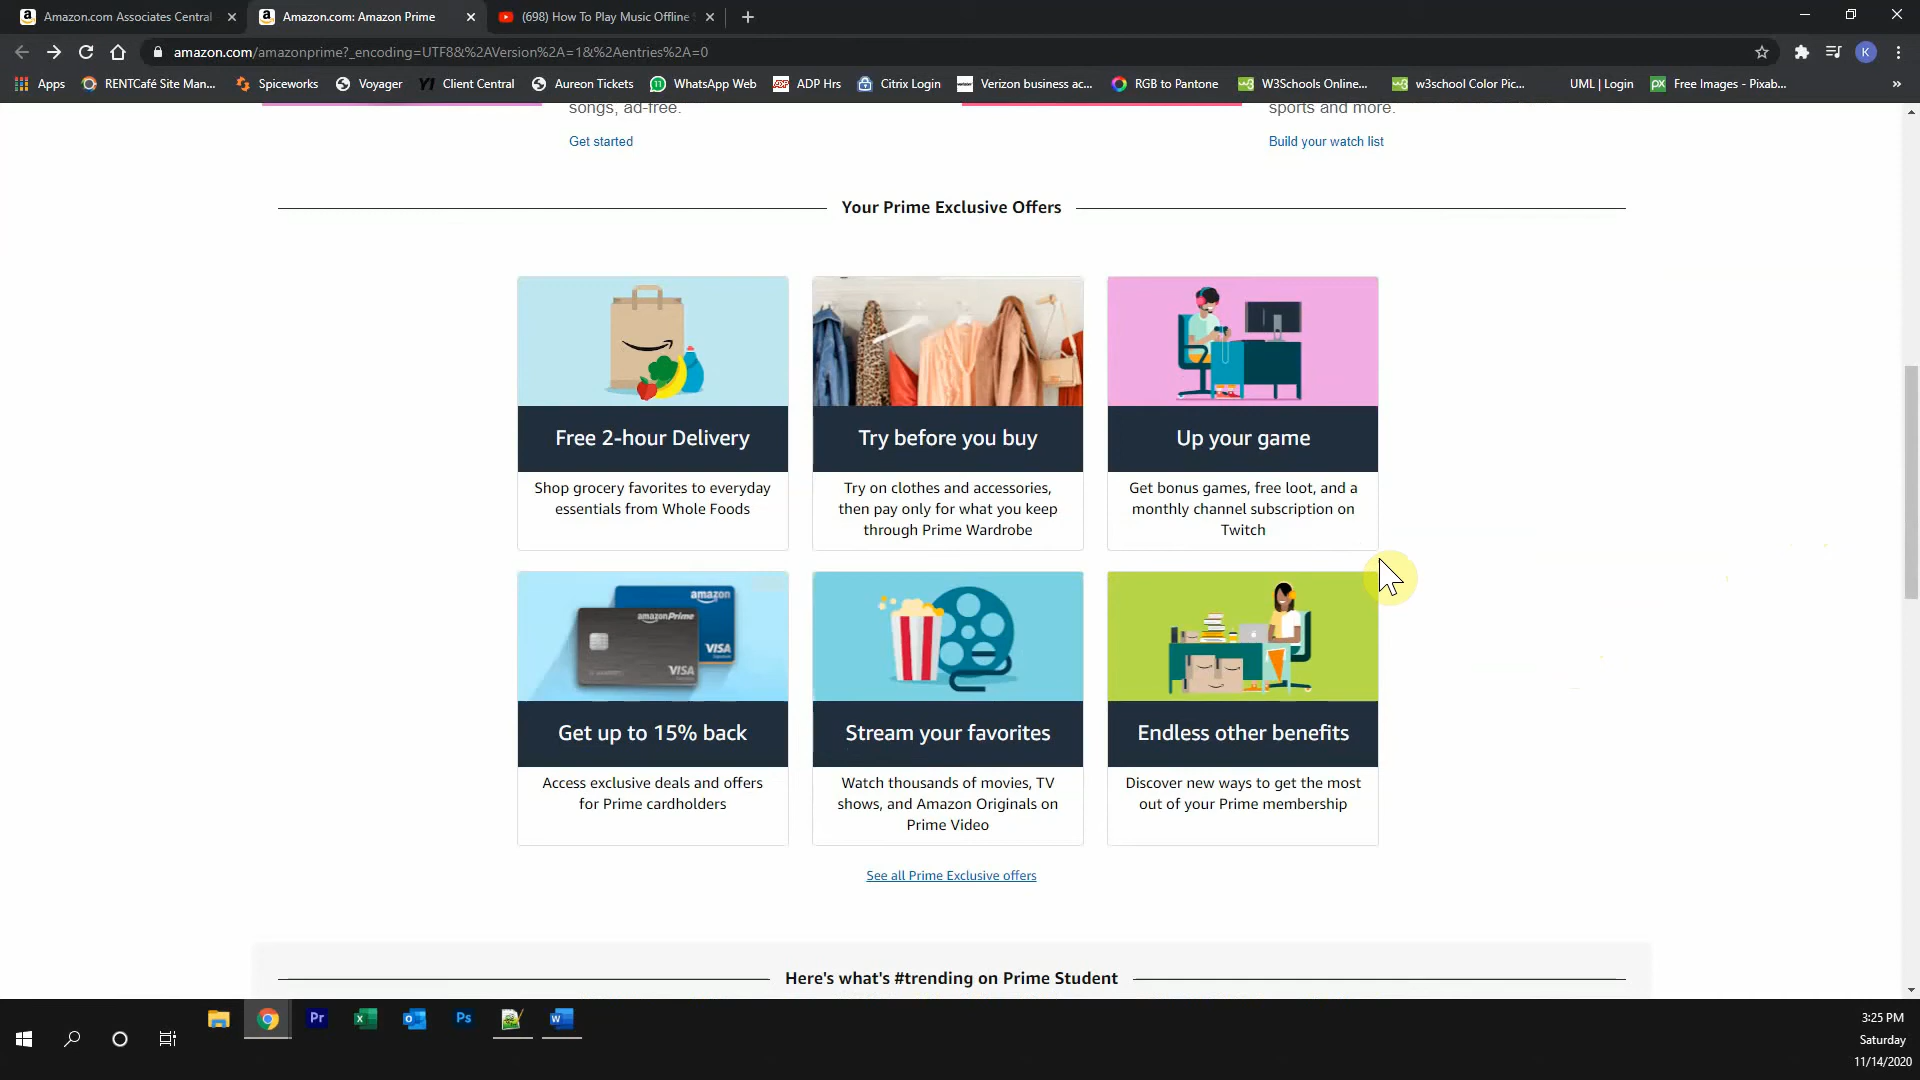 Amazon.com Associates Central
Amazon.com: Amazon Prime
(698) How To Play Music Offline
amazon.com/amazonprime?_encoding=UTF8&%2AVersion%2A=1&%2Aentries%2A=0
K
Apps
RENTCafé Site Man...
Spiceworks
Voyager
Client Central
Aureon Tickets
WhatsApp Web
ADP Hrs
Citrix Login
Verizon business ac...
RGB to Pantone
W3Schools Online...
w3school Color Pic...
UML | Login
Free Images - Pixab...
songs, ad-free.
Get started
sports and more.
Build your watch list
Your Prime Exclusive Offers
Free 2-hour Delivery
Shop grocery favorites to everyday
essentials from Whole Foods
Try before you buy
Try on clothes and accessories,
then pay only for what you keep
through Prime Wardrobe
Up your game
Get bonus games, free loot, and a
monthly channel subscription on
Twitch
amazon
amazonPrime
VISA
VISA
Get up to 15% back
Access exclusive deals and offers
for Prime cardholders
Stream your favorites
Watch thousands of movies, TV
shows, and Amazon Originals on
Prime Video
Endless other benefits
Discover new ways to get the most
out of your Prime membership
See all Prime Exclusive offers
Here's what's #trending on Prime Student
Pr
Ps
3:25 PM
Saturday
11/14/2020